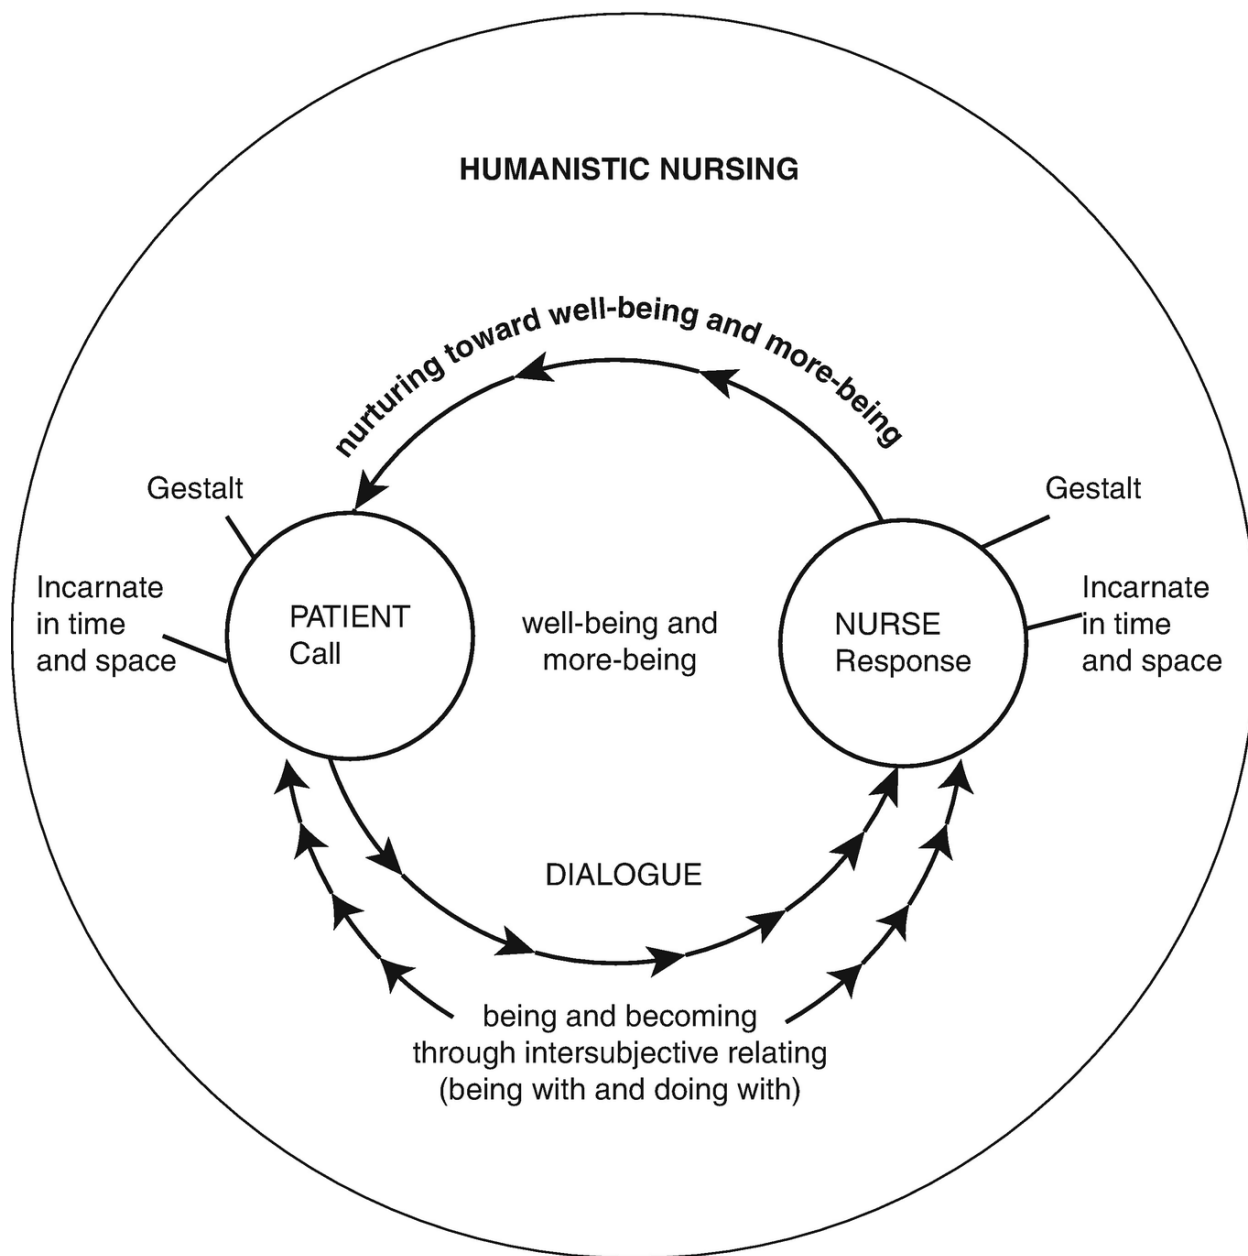 HUMANISTIC NURSING
nurturing toward well-being and more-being
Gestalt
Gestalt
Incarnate
in time
and space
PATIENT
Call
well-being and
more-being
NURSE
Response
Incarnate
in time
and space
DIALOGUE
being and becoming
through intersubjective relating
(being with and doing with)